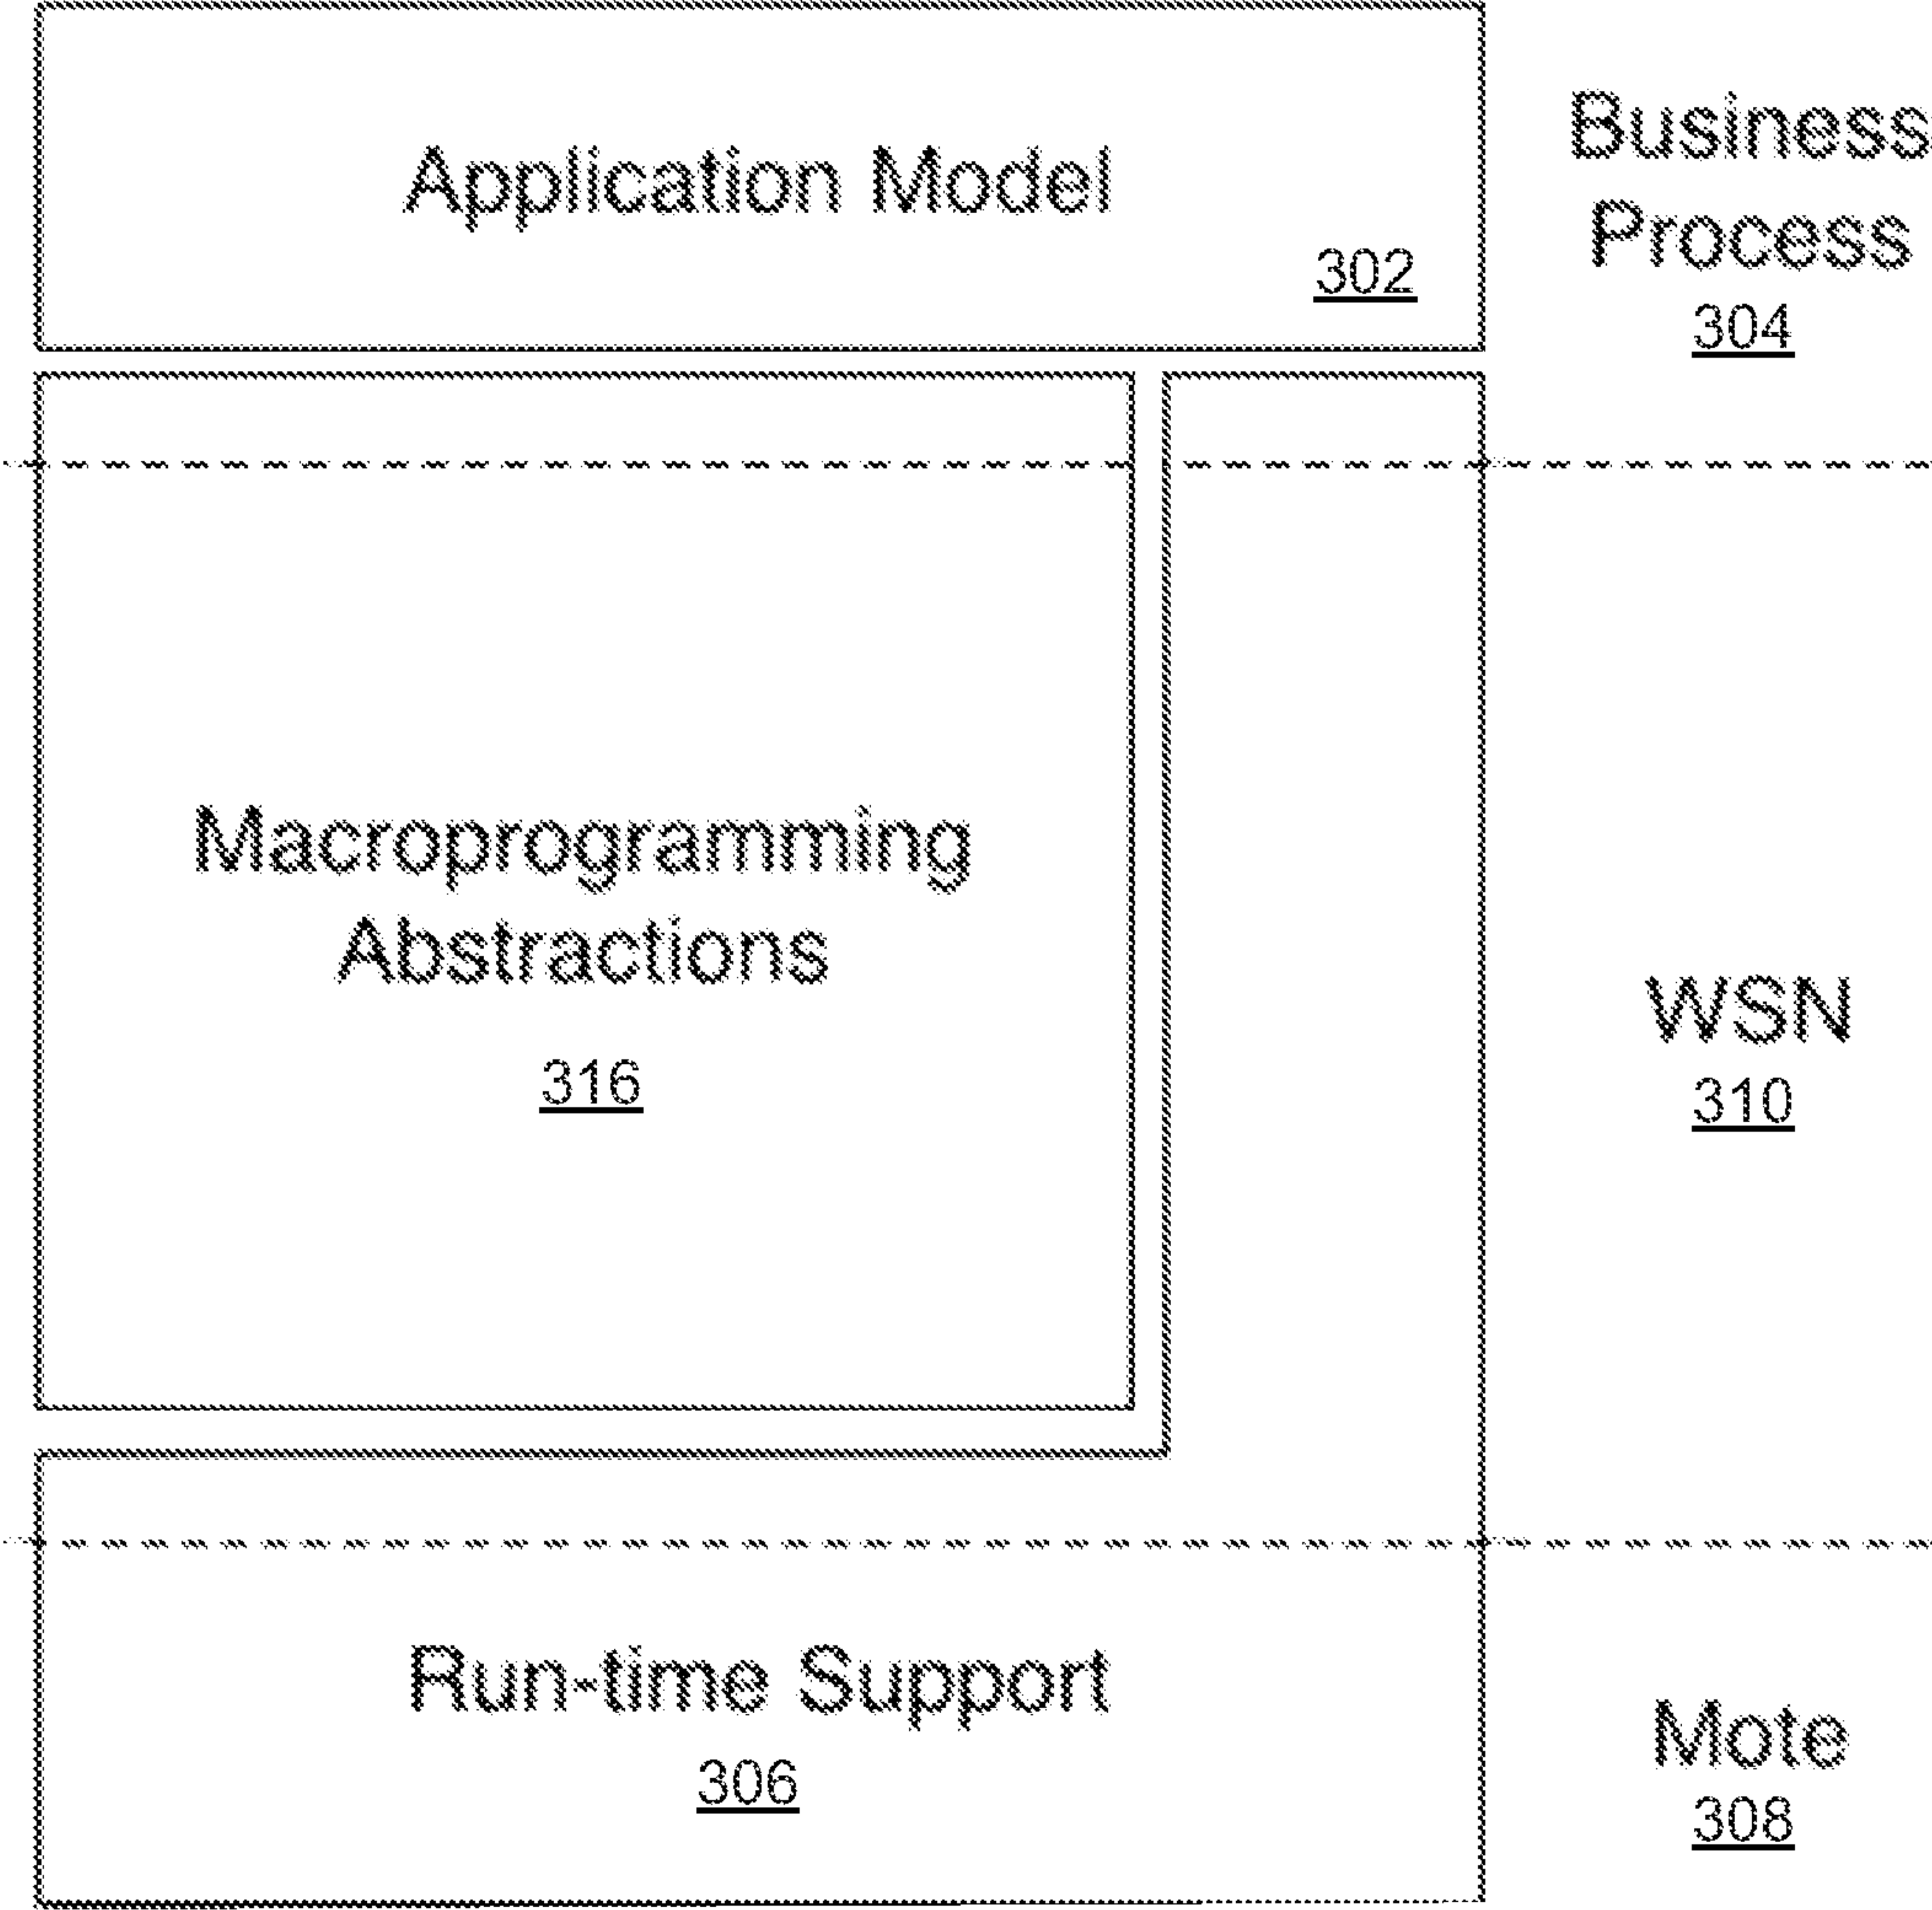 Application Model
302
Business
Process
304
Macroprogramming
Abstractions
316
WSN
310
Run-time Support
306
Mote
308